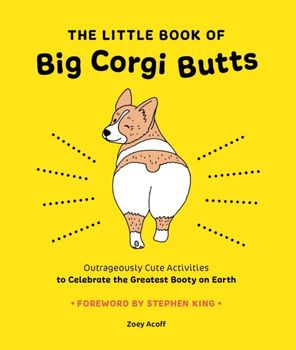 THE LITTLE BOOK OF
Big Corgi Butts
Outrageously Cute Activities
to Celebrate the Greatest Booty on Earth
• FOREWORD BY STEPHEN KING •
Zoey Acoff